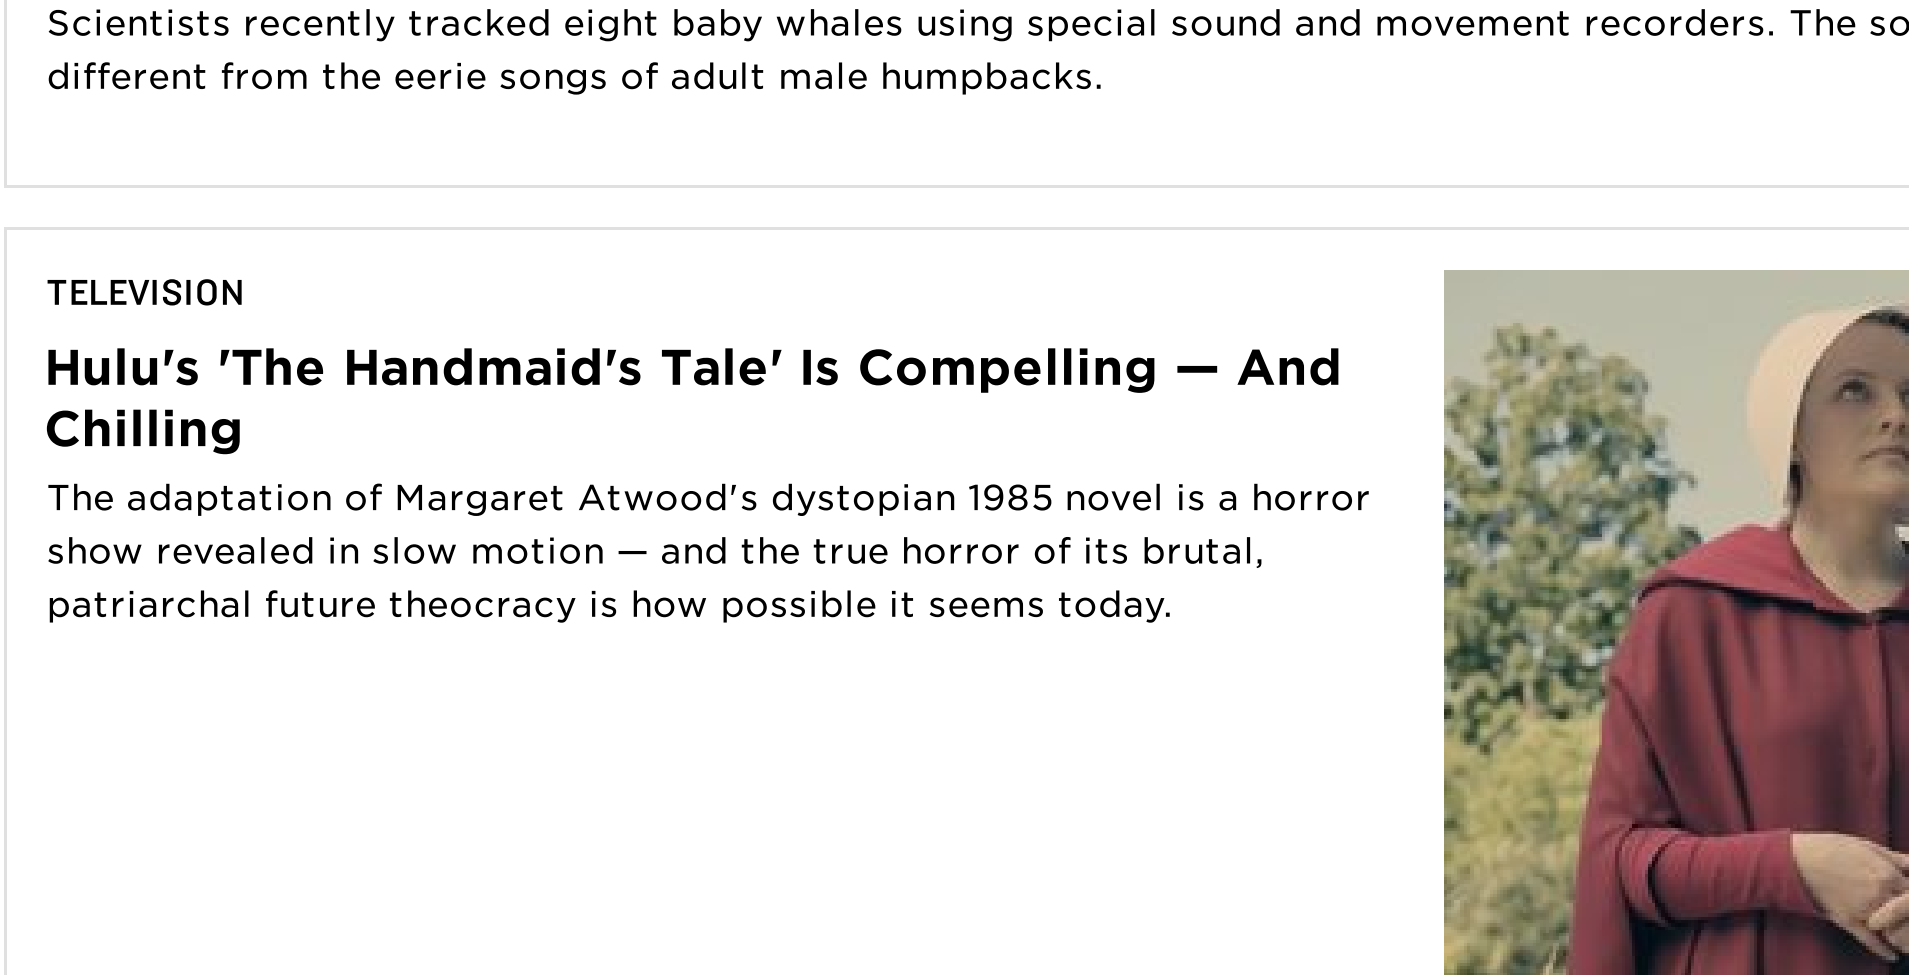 Scientists recently tracked eight baby whales using special sound and movement recorders. The
different from the eerie songs of adult male humpbacks.
TELEVISION
Hulu's 'The Handmaid's Tale' Is Compelling — And
Chilling
The adaptation of Margaret Atwood's dystopian 1985 novel is a horror
show revealed in slow motion — and the true horror of its brutal,
patriarchal future theocracy is how possible it seems today.